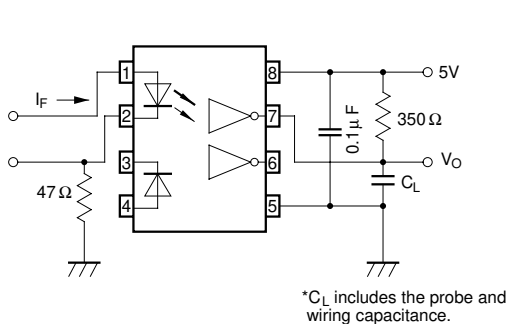 1
8
5V
I_F
2
7
0.1μF
350Ω
3
6
V_O
47Ω
4
5
C_L
*C_L includes the probe and
wiring capacitance.